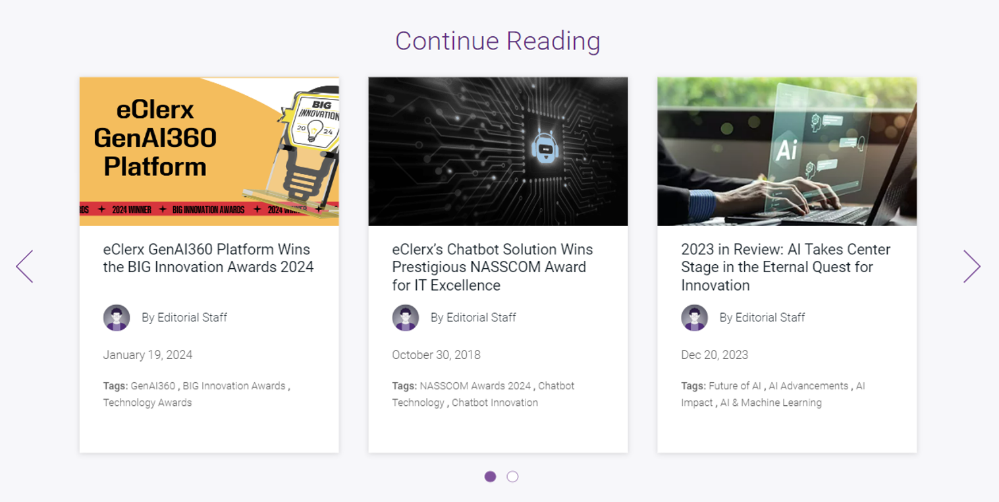 Continue Reading
eClerx
GenAI360
Platform
BIG
INNOVATION
20 24
2024 WINNER BIG INNOVATION AWARDS 2024
eClerx GenAI360 Platform Wins
the BIG Innovation Awards 2024
By Editorial Staff
January 19, 2024
Tags: GenAI360 , BIG Innovation Awards ,
Technology Awards
eClerx’s Chatbot Solution Wins
Prestigious NASSCOM Award
for IT Excellence
By Editorial Staff
October 30, 2018
Tags: NASSCOM Awards 2024 , Chatbot
Technology , Chatbot Innovation
Ai
2023 in Review: AI Takes Center
Stage in the Eternal Quest for
Innovation
By Editorial Staff
Dec 20, 2023
Tags: Future of AI , AI Advancements , AI
Impact , AI & Machine Learning